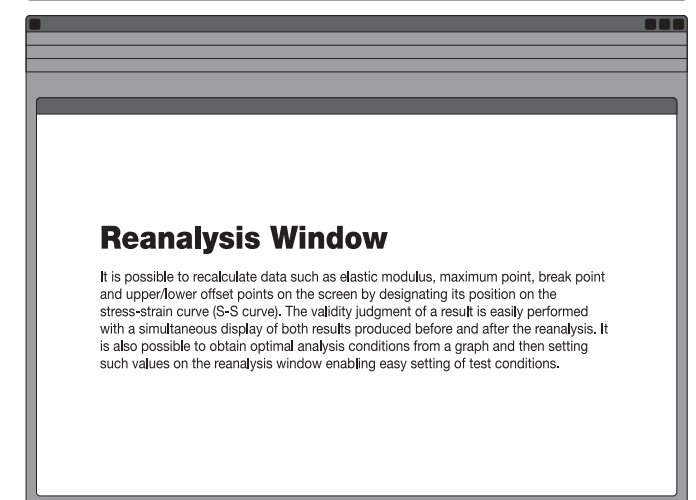 Reanalysis Window
It is possible to recalculate data such as elastic modulus, maximum point, break point
and upper/lower offset points on the screen by designating its position on the
stress-strain curve (S-S curve). The validity judgment of a result is easily performed
with a simultaneous display of both results produced before and after the reanalysis. It
is also possible to obtain optimal analysis conditions from a graph and then setting
such values on the reanalysis window enabling easy setting of test conditions.